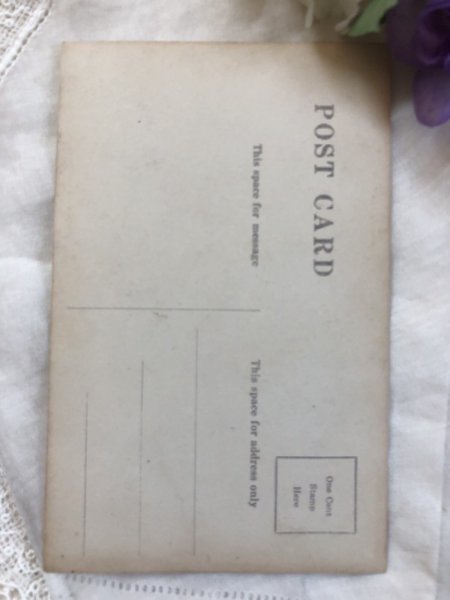 POST CARD
This space for message
This space for address only
One Cent
Stamp
Here